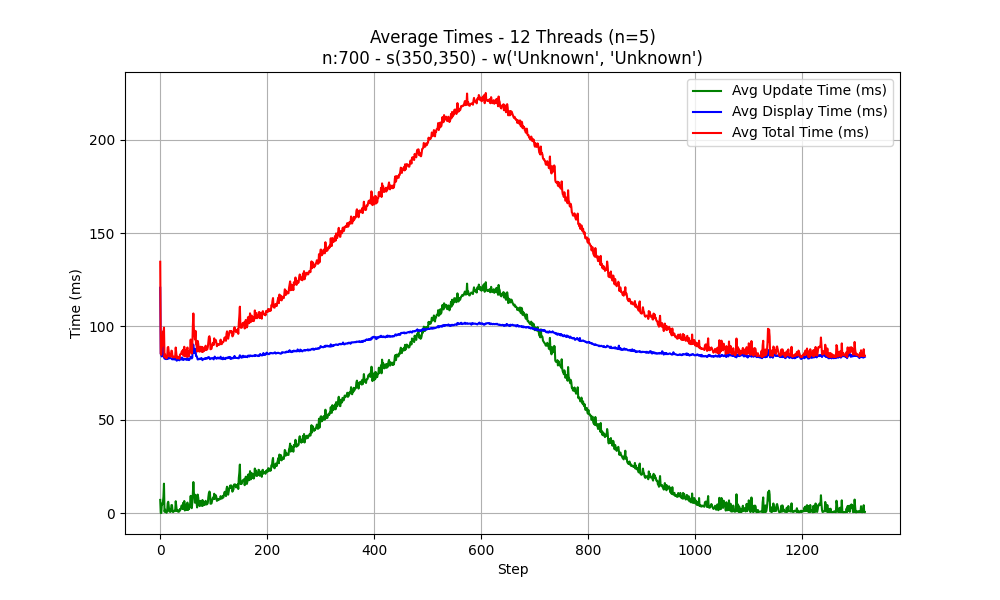 Average Times - 12 Threads (n=5)
n:700 - s(350,350) - w('Unknown', 'Unknown')
Avg Update Time (ms)
Avg Display Time (ms)
Avg Total Time (ms)
Time (ms)
200
150
100
50
0
0 200 400 600 800 1000 1200
Step